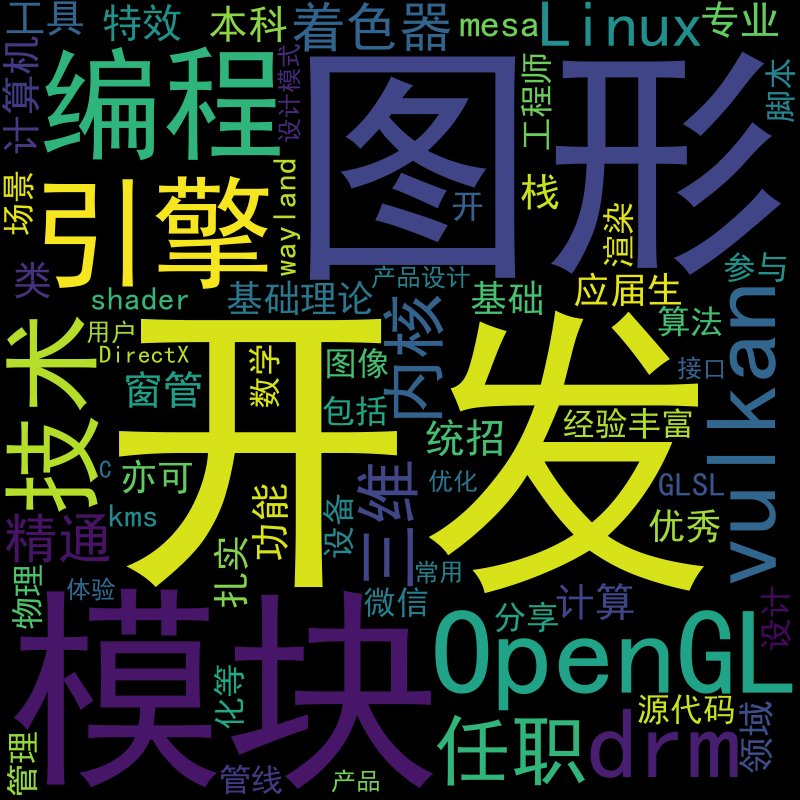 工具
特效
本科
着色器
mesa
Linux
专业
计算机
编程
设计模式
图形
工程师
脚本
场景
引擎
wayland
开
栈
渲染
参与
类
产品设计
shader
基础理论
基础
应届生
算法
vulkan
用户
DirectX
技术
窗管
数学
图像
内核
接口
开发
包括
统招
经验丰富
C
亦可
三维
优化
GLSL
精通
kms
功能
设备
优秀
扎实
常用
物理
体验
微信
分享
计算
设计
模块
OpenGL
化等
源代码
管理
管线
产品
任职
drm
领域